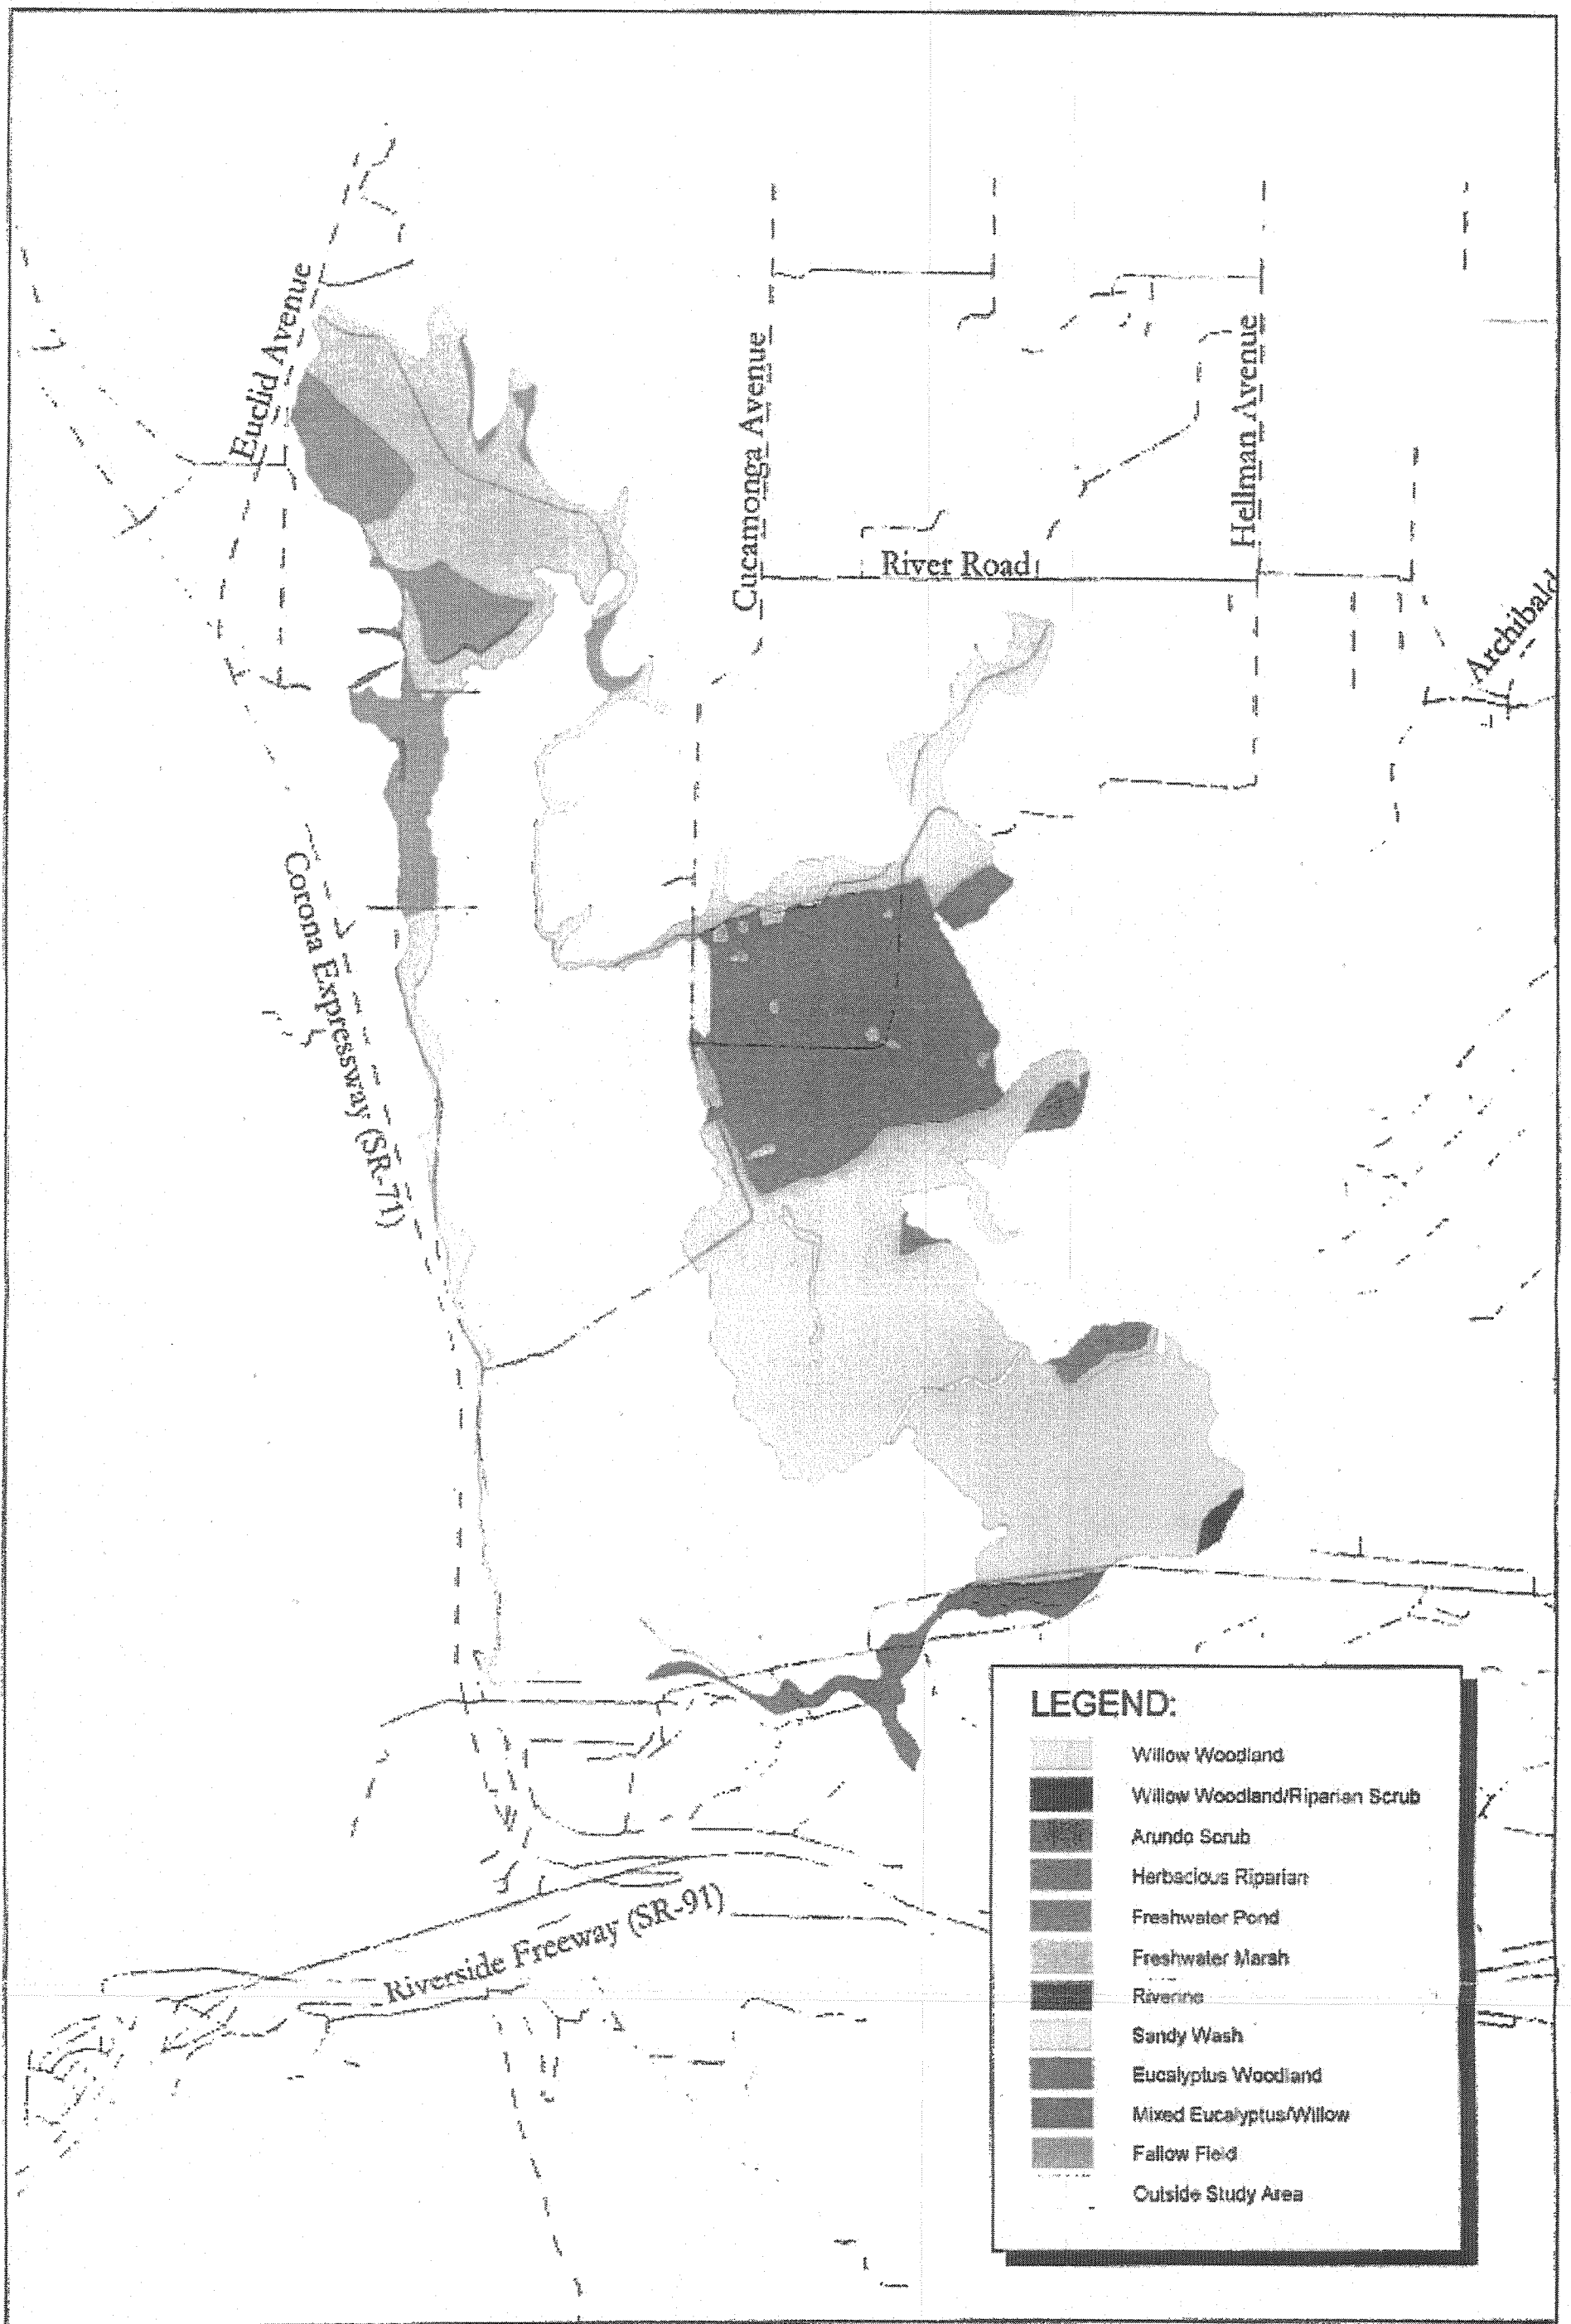 Euclid Avenue
Cucamonga Avenue
Hellman Avenue
River Road
Archibald
Corona Expressway (SR-71)
Riverside Freeway (SR-91)
LEGEND:
Willow Woodland
Willow Woodland/Riparian Scrub
Arundo Scrub
Herbacious Riparian
Freshwater Pond
Freshwater Marsh
Riverine
Sandy Wash
Eucalyptus Woodland
Mixed Eucalyptus/Willow
Fallow Field
Outside Study Area